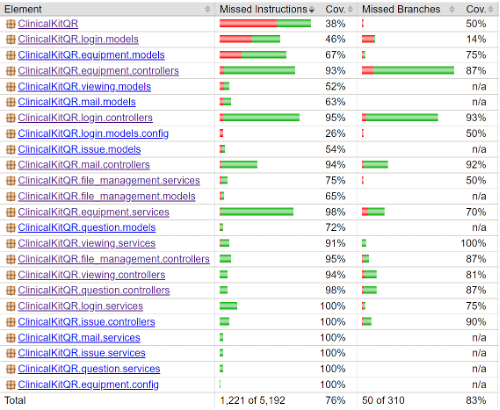 Element Missed Instructions Cov. Missed Branches Cov.
ClinicalKitQR 38% 50%
ClinicalKitQR.login.models 46% 14%
ClinicalKitQR.equipment.models 67% 75%
ClinicalKitQR.equipment.controllers 93% 87%
ClinicalKitQR.viewing.models 52% n/a
ClinicalKitQR.mail.models 63% n/a
ClinicalKitQR.login.controllers 95% 93%
ClinicalKitQR.login.models.config 26% 50%
ClinicalKitQR.issue.models 54% n/a
ClinicalKitQR.mail.controllers 94% 92%
ClinicalKitQR.file_management.services 75% 50%
ClinicalKitQR.file_management.models 65% n/a
ClinicalKitQR.equipment.services 98% 70%
ClinicalKitQR.question.models 72% n/a
ClinicalKitQR.viewing.services 91% 100%
ClinicalKitQR.file_management.controllers 95% 87%
ClinicalKitQR.viewing.controllers 94% 81%
ClinicalKitQR.question.controllers 98% 87%
ClinicalKitQR.login.services 100% 75%
ClinicalKitQR.issue.controllers 100% 90%
ClinicalKitQR.mail.services 100% n/a
ClinicalKitQR.issue.services 100% n/a
ClinicalKitQR.question.services 100% n/a
ClinicalKitQR.equipment.config 100% n/a
Total 1,221 of 5,192 76% 50 of 310 83%